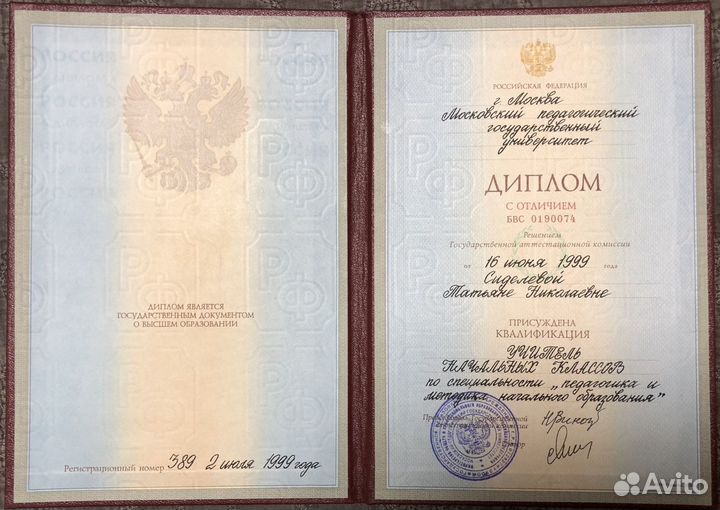 РОССИЯ
ДИПЛОМ ЯВЛЯЕТСЯ
ГОСУДАРСТВЕННЫМ ДОКУМЕНТОМ
О ВЫСШЕМ ОБРАЗОВАНИИ
Регистрационный номер 389 2 июля 1999 года
РОССИЙСКАЯ ФЕДЕРАЦИЯ
г. Москва
Московский педагогический
государственный
университет
ДИПЛОМ
С ОТЛИЧИЕМ
БВС 0190074
Решением
Государственной аттестационной комиссии
от 16 июня 1999 года
Сиделевой
Татьяне Николаевне
ПРИСУЖДЕНА
КВАЛИФИКАЦИЯ
УЧИТЕЛЬ
НАЧАЛЬНЫХ КЛАССОВ
по специальности „педагогика и
методика начального образования"
Avito